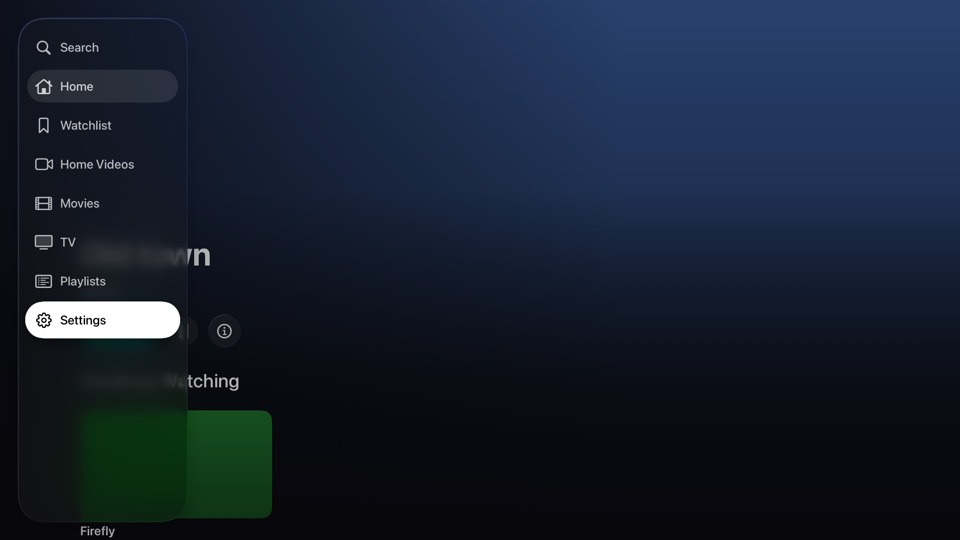 Search
Home
Watchlist
Home Videos
Movies
TV
Playlists
Settings
Firefly